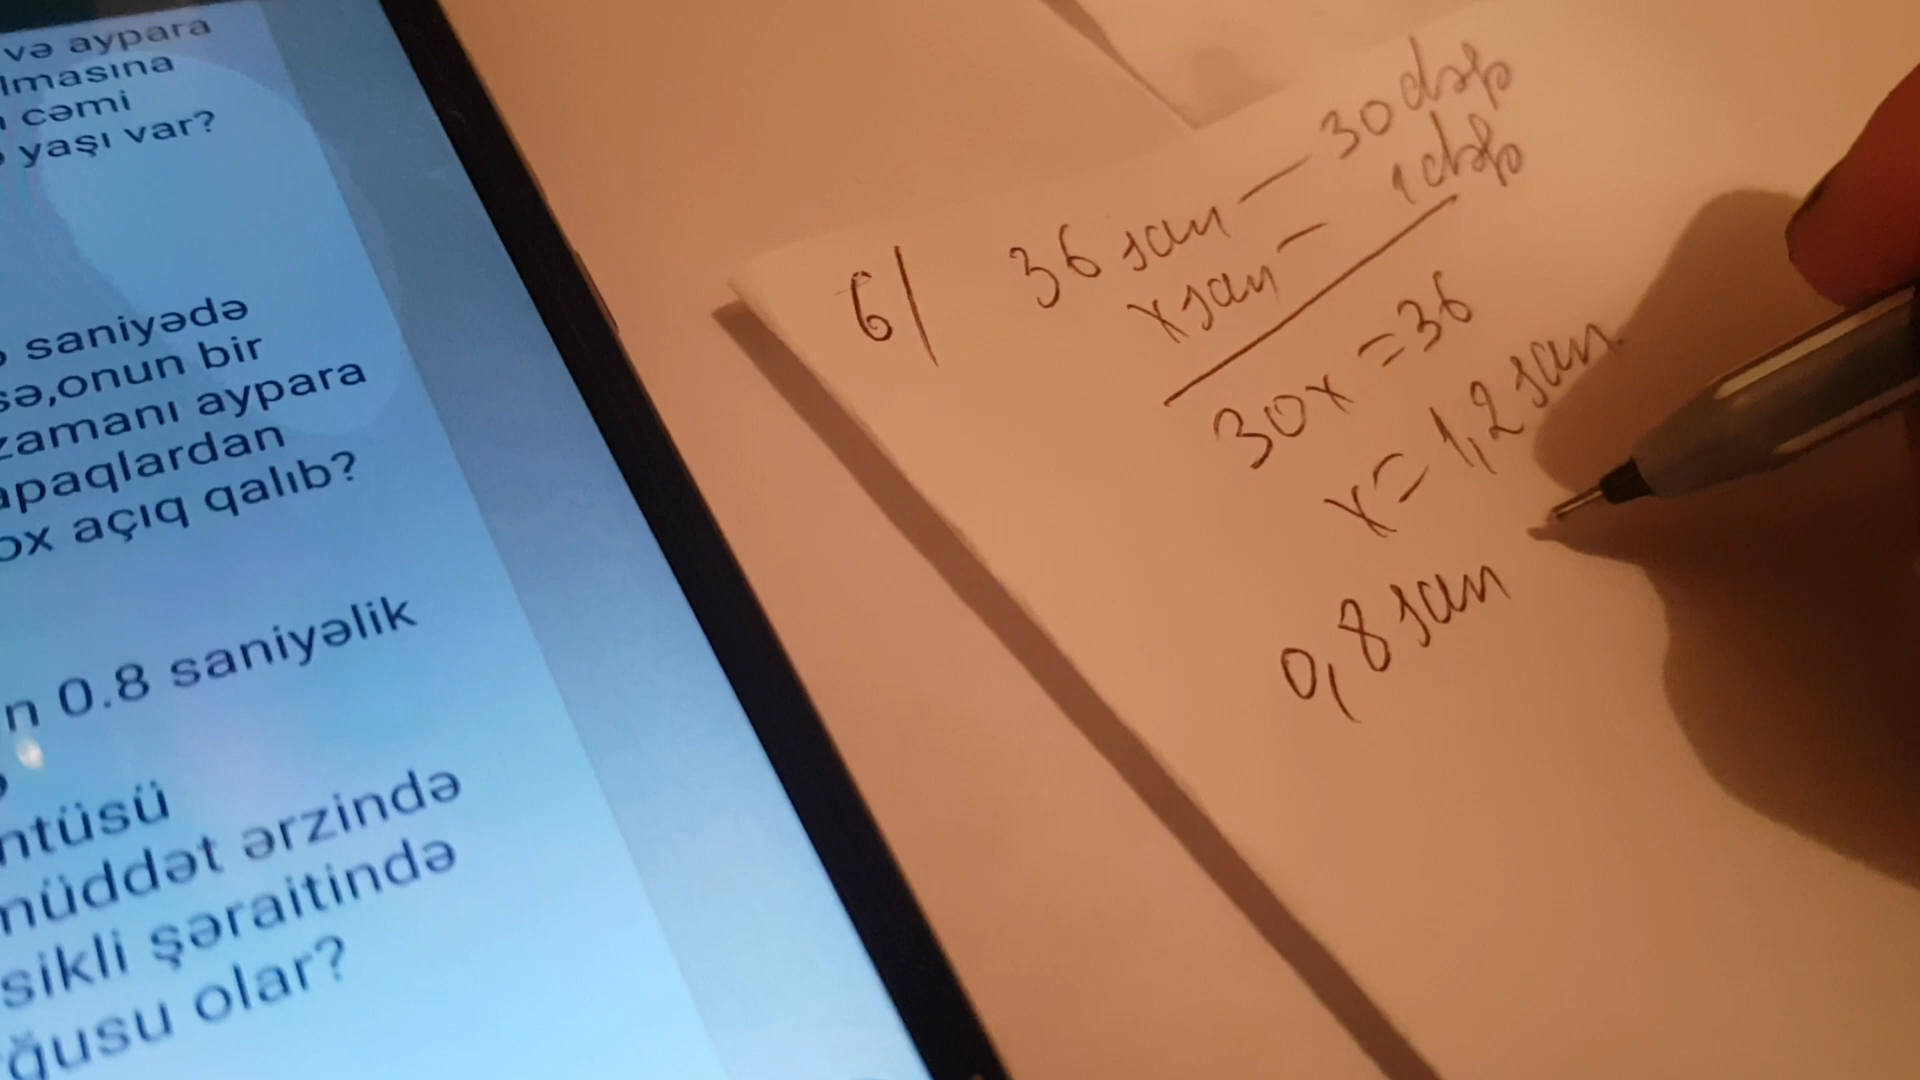 və aypara
lmasına
cəmi
yaşı var?
saniyədə
sə,onun bir
zamanı aypara
apaqlardan
ox açıq qalıb?
n 0.8 saniyəlik
ntüsü
müddət ərzində
sikli şəraitində
ğusu olar?
6) 36 san — 30 dəq
x san — 1 dəq
30x = 36
x = 1,2 san
0,8 san